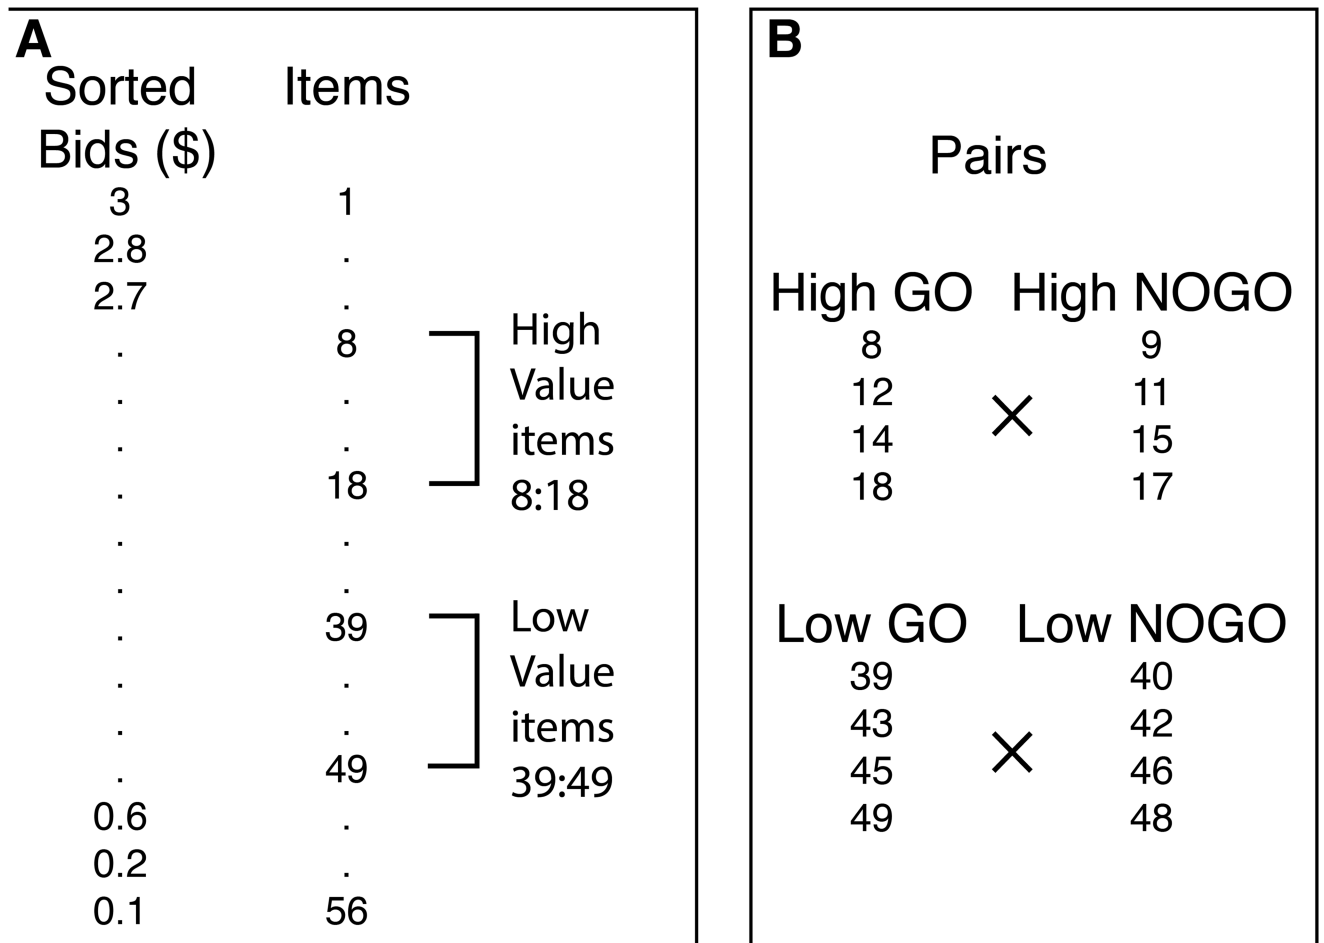 A
Sorted Items
Bids ($)
3 1
2.8 .
2.7 .
. 8
. .
. .
. 18
. .
. .
. 39
. .
. .
. 49
0.6 .
0.2 .
0.1 56
High
Value
items
8:18
Low
Value
items
39:49
B
Pairs
High GO High NOGO
8 9
12 11
×
14 15
18 17
Low GO Low NOGO
39 40
43 42
×
45 46
49 48